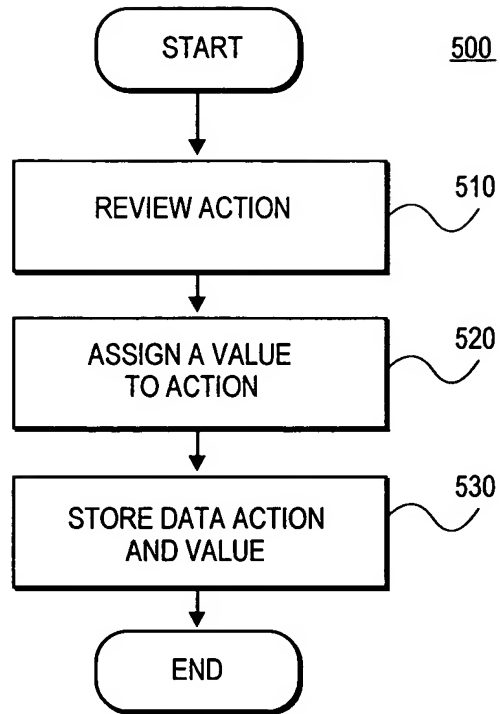 START
500
REVIEW ACTION
510
ASSIGN A VALUE
TO ACTION
520
STORE DATA ACTION
AND VALUE
530
END